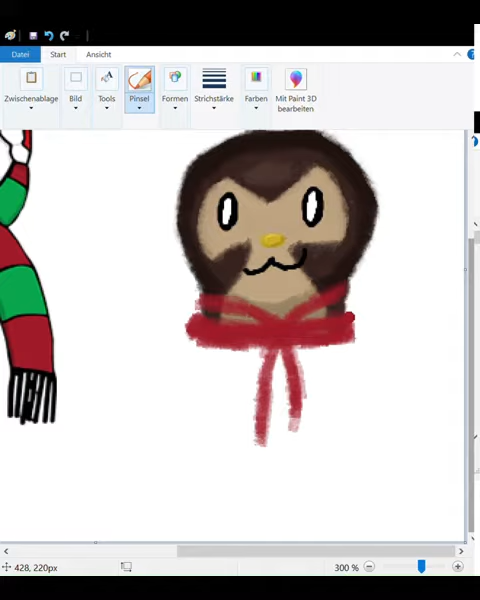 Datei Start Ansicht
Zwischenablage Bild Tools Pinsel Formen Strichstärke Farben Mit Paint 3D
bearbeiten
428, 220px 300 %